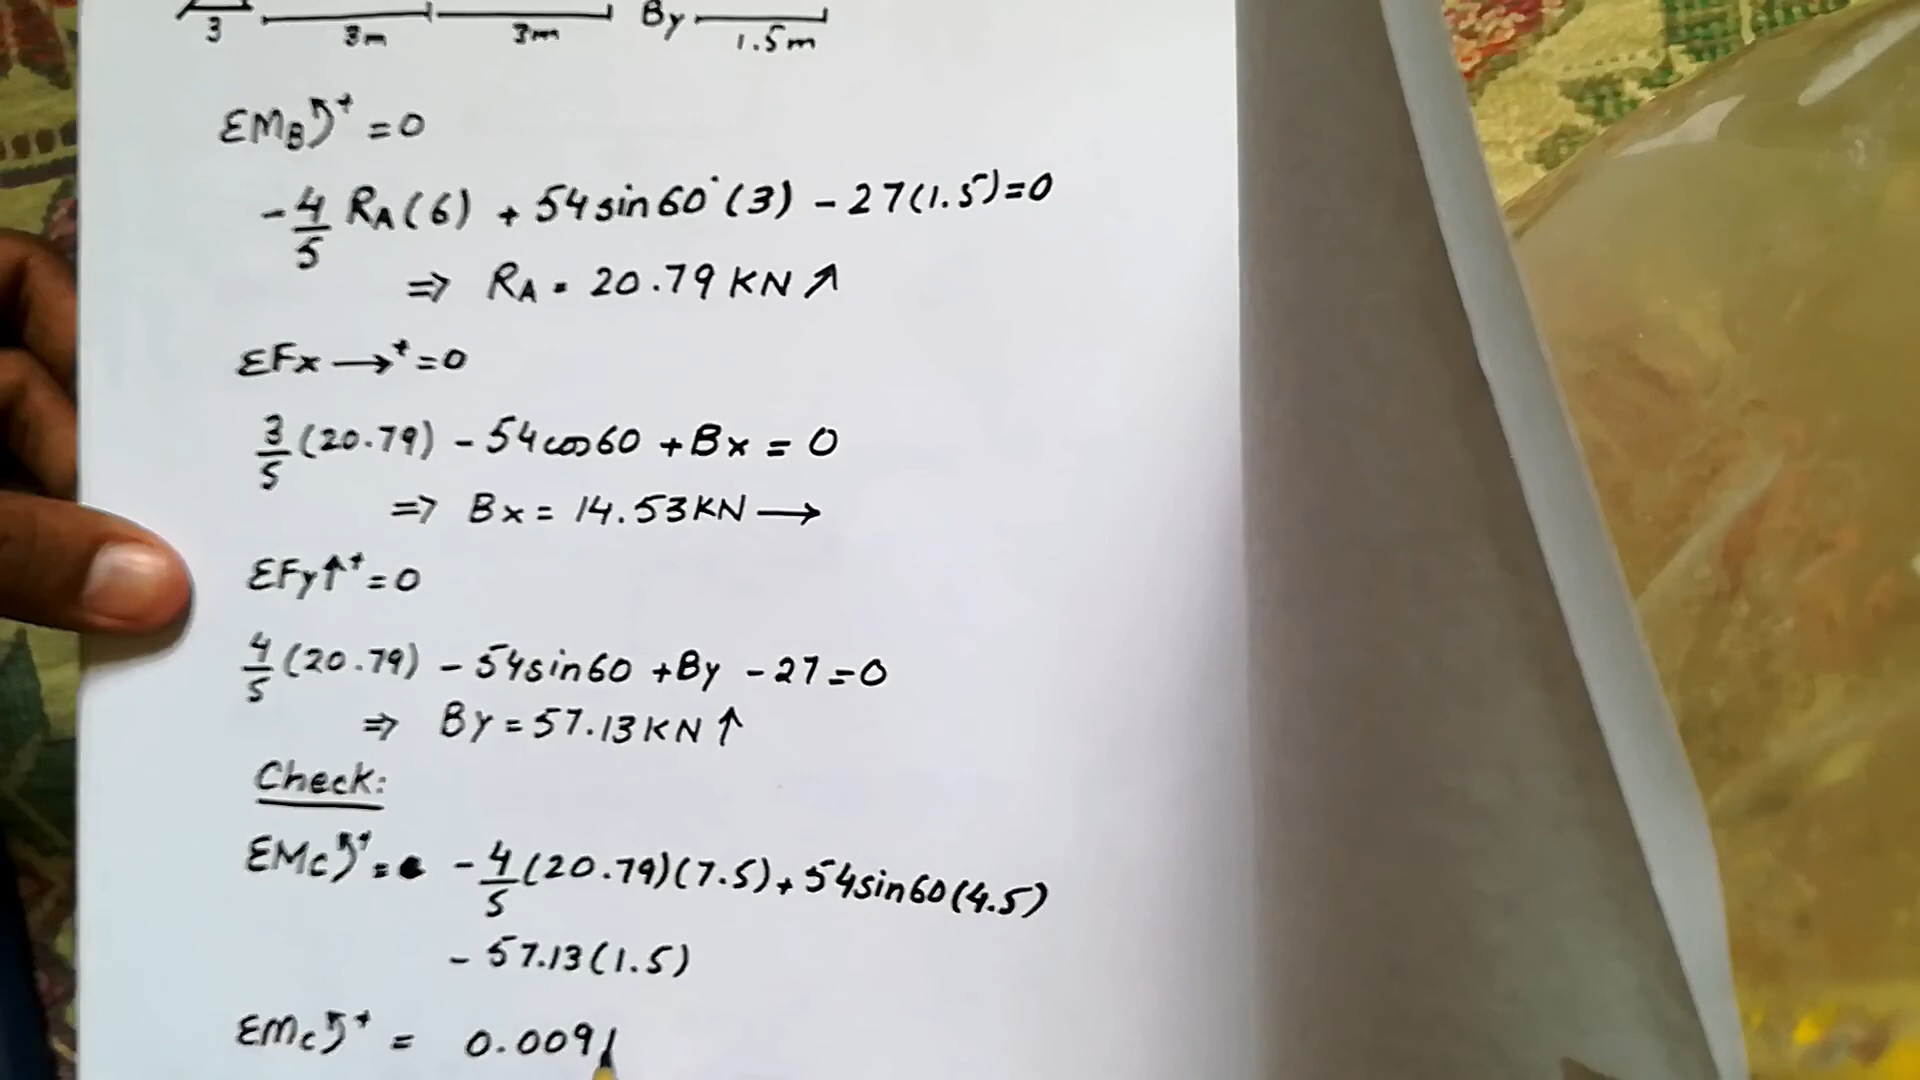 3 3m 3m By 1.5m
ΣMB↺+ = 0
-4/5 RA(6) + 54 sin60°(3) - 27(1.5)=0
⇒ RA = 20.79 KN ↗
ΣFx →+ = 0
3/5 (20.79) - 54cos60 + Bx = 0
⇒ Bx = 14.53KN →
ΣFy↑+ = 0
4/5 (20.79) - 54sin60 + By - 27 = 0
⇒ By = 57.13KN ↑
Check:
ΣMC↺+ = -4/5 (20.79)(7.5) + 54sin60(4.5)
- 57.13(1.5)
ΣMC↺+ = 0.009